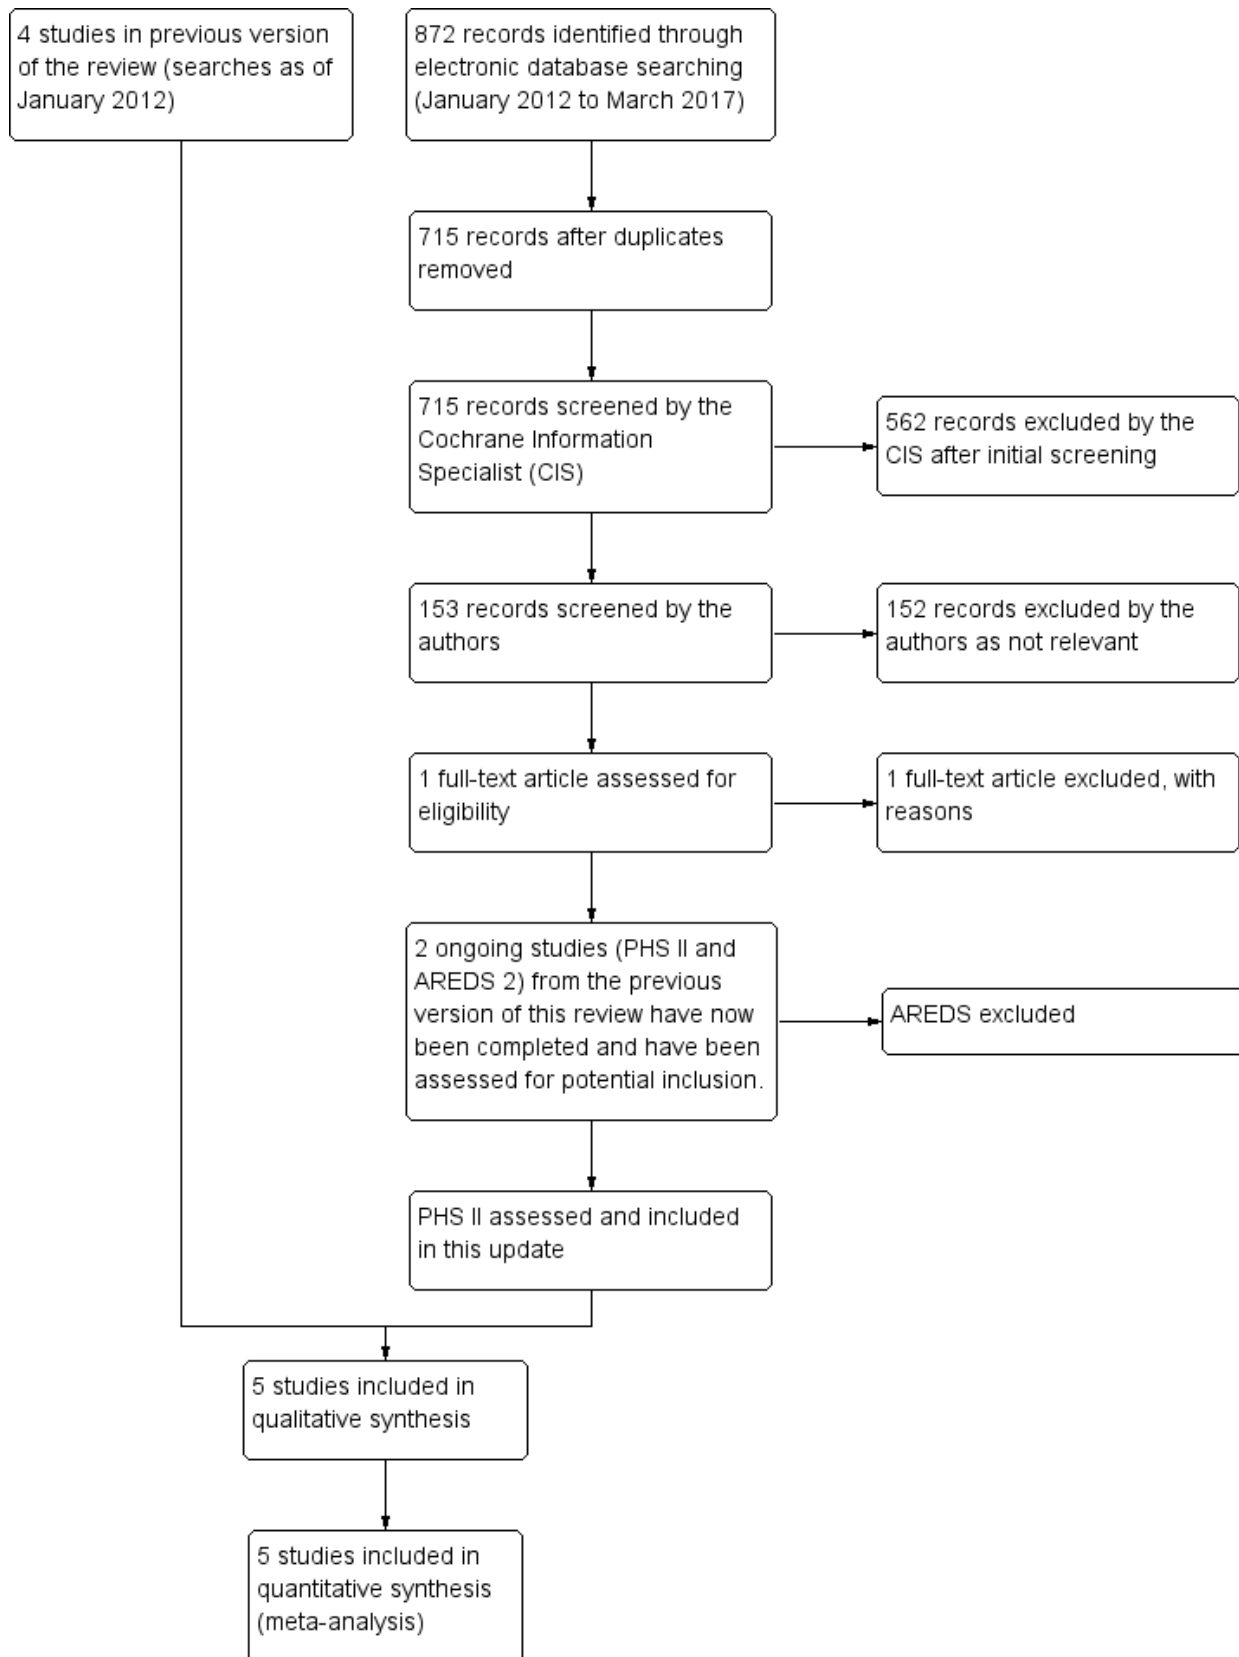 4 studies in previous version
of the review (searches as of
January 2012)
872 records identified through
electronic database searching
(January 2012 to March 2017)
715 records after duplicates
removed
715 records screened by the
Cochrane Information
Specialist (CIS)
562 records excluded by the
CIS after initial screening
153 records screened by the
authors
152 records excluded by the
authors as not relevant
1 full-text article assessed for
eligibility
1 full-text article excluded, with
reasons
2 ongoing studies (PHS II and
AREDS 2) from the previous
version of this review have now
been completed and have been
assessed for potential inclusion.
AREDS excluded
PHS II assessed and included
in this update
5 studies included in
qualitative synthesis
5 studies included in
quantitative synthesis
(meta-analysis)